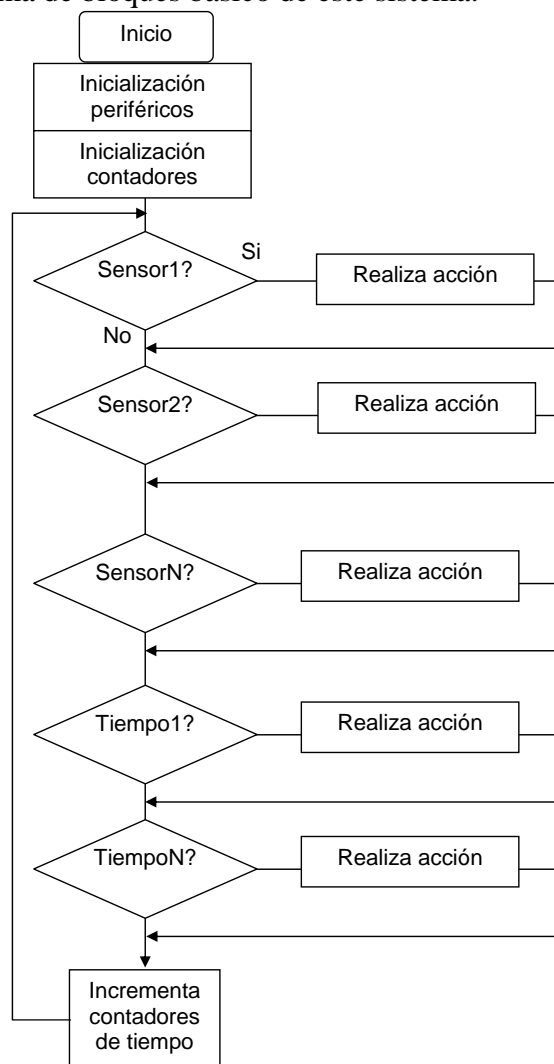 ma de bloques básico de este sistema.
Inicio
Inicialización
periféricos
Inicialización
contadores
Sensor1?
Si
Realiza acción
No
Sensor2?
Realiza acción
SensorN?
Realiza acción
Tiempo1?
Realiza acción
TiempoN?
Realiza acción
Incrementa
contadores
de tiempo